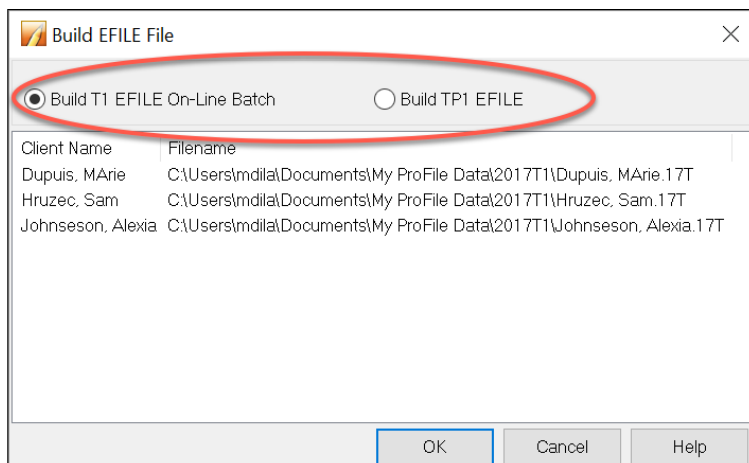 Build EFILE File
Build T1 EFILE On-Line Batch Build TP1 EFILE
Client Name Filename
Dupuis, MArie C:\Users\mdila\Documents\My ProFile Data\2017T1\Dupuis, MArie.17T
Hruzec, Sam C:\Users\mdila\Documents\My ProFile Data\2017T1\Hruzec, Sam.17T
Johnseson, Alexia C:\Users\mdila\Documents\My ProFile Data\2017T1\Johnseson, Alexia.17T
OK Cancel Help